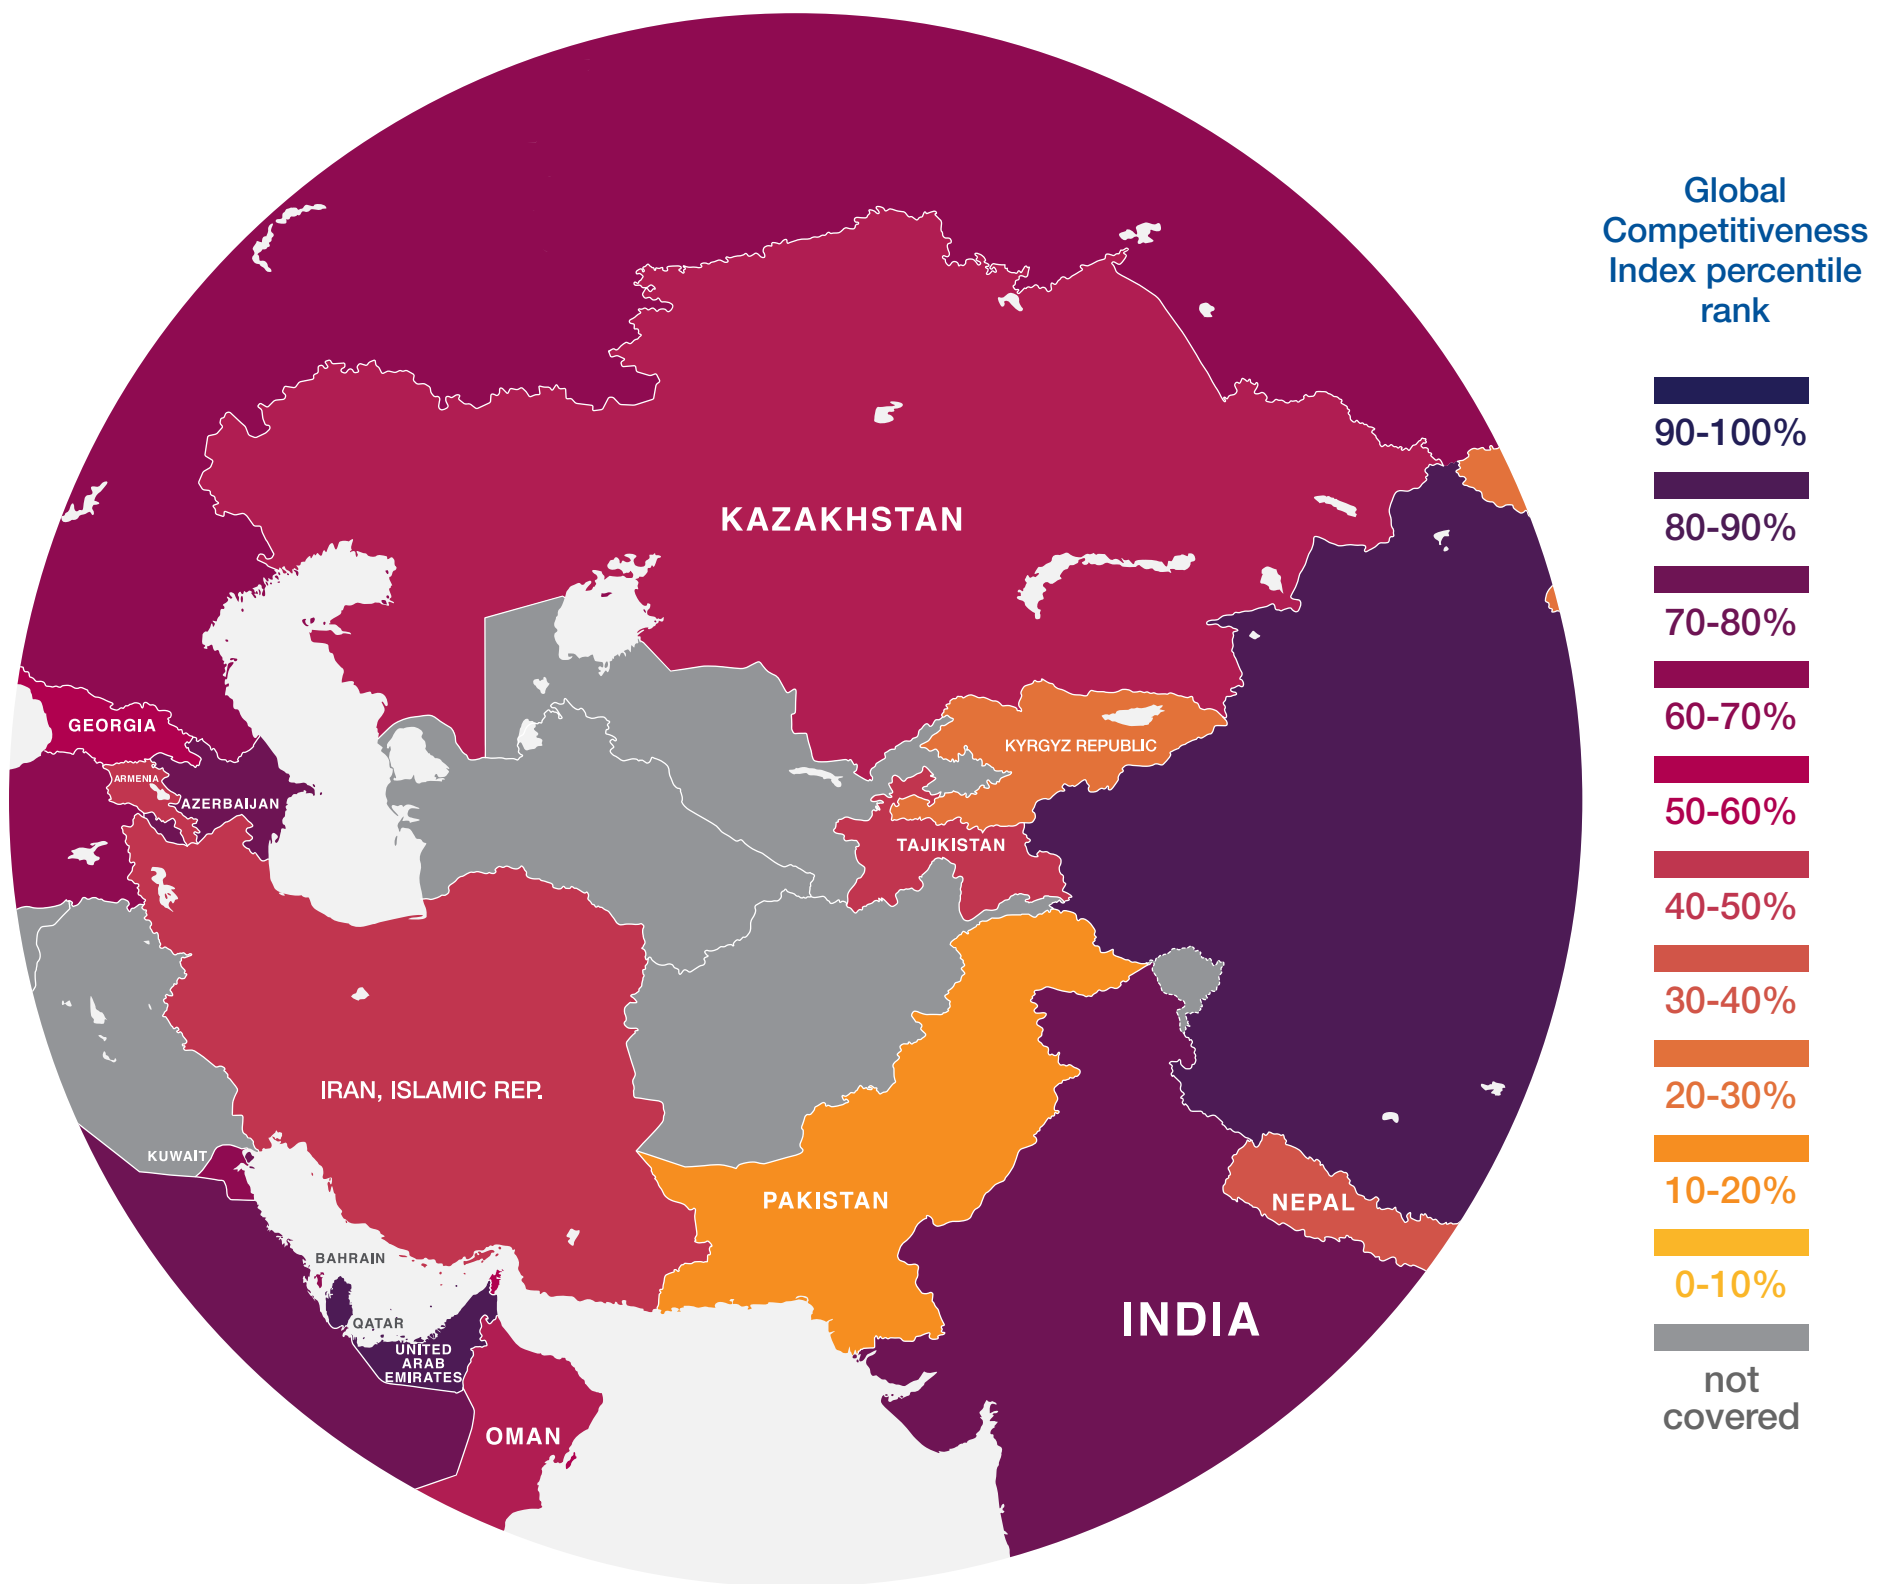 Global
Competitiveness
Index percentile
rank
90-100%
80-90%
70-80%
60-70%
50-60%
40-50%
30-40%
20-30%
10-20%
0-10%
not
covered
KAZAKHSTAN
GEORGIA
ARMENIA
AZERBAIJAN
KYRGYZ REPUBLIC
TAJIKISTAN
IRAN, ISLAMIC REP.
KUWAIT
PAKISTAN
NEPAL
BAHRAIN
QATAR
UNITED
ARAB
EMIRATES
INDIA
OMAN